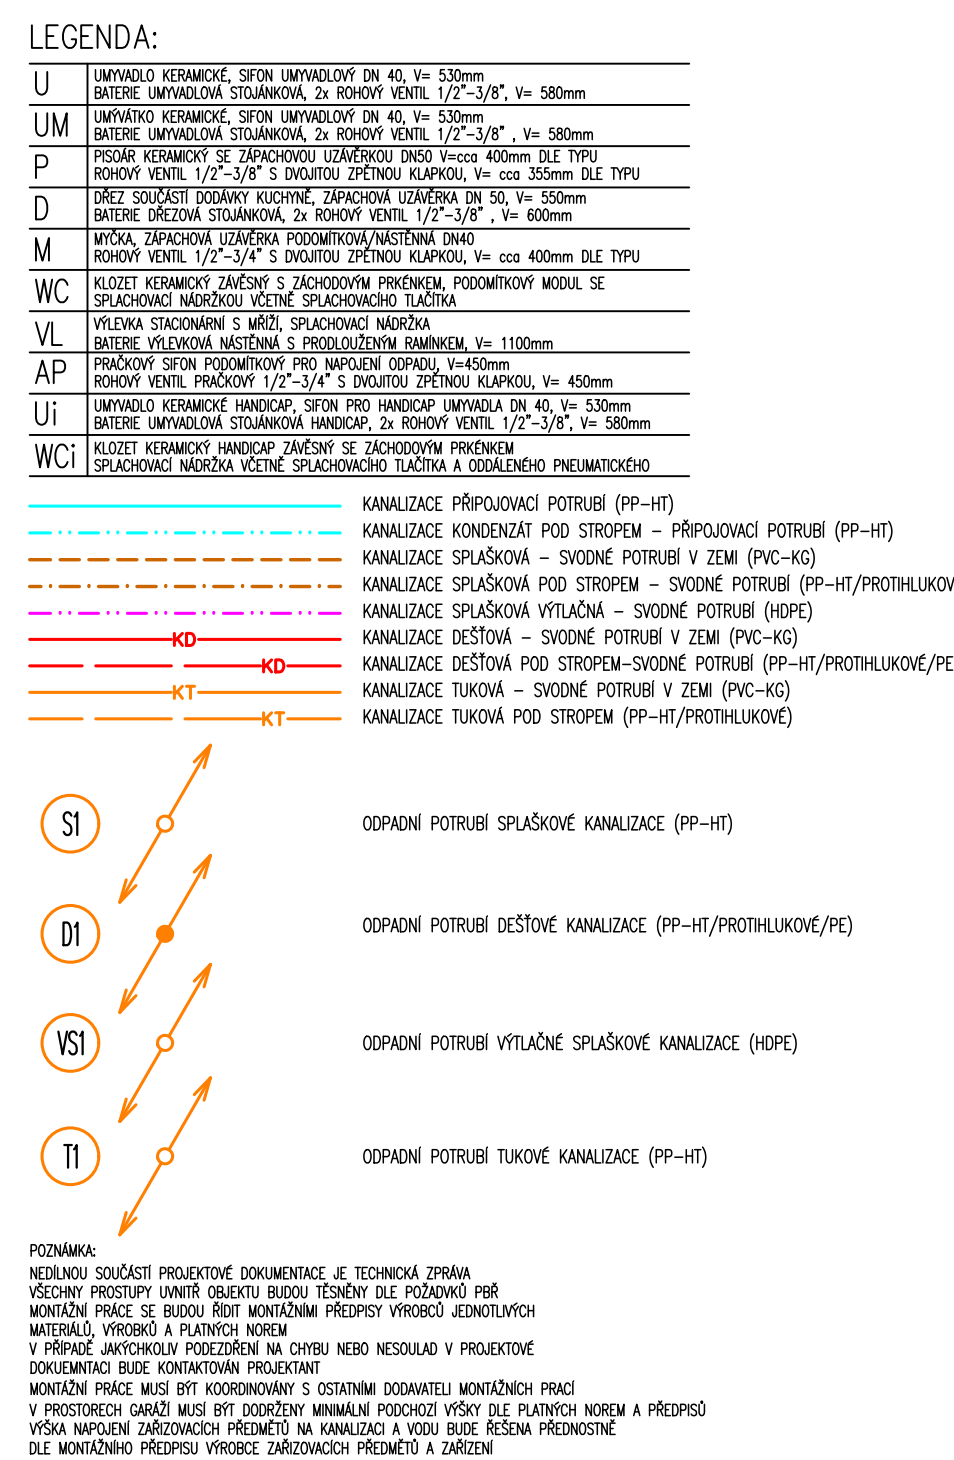 LEGENDA:
U
UMYVADLO KERAMICKÉ, SIFON UMYVADLOVÝ DN 40, V= 530mm
BATERIE UMYVADLOVÁ STOJÁNKOVÁ, 2x ROHOVÝ VENTIL 1/2"-3/8", V= 580mm
UM
UMÝVÁTKO KERAMICKÉ, SIFON UMYVADLOVÝ DN 40, V= 530mm
BATERIE UMYVADLOVÁ STOJÁNKOVÁ, 2x ROHOVÝ VENTIL 1/2"-3/8" , V= 580mm
P
PISOÁR KERAMICKÝ SE ZÁPACHOVOU UZÁVĚRKOU DN50 V=cca 400mm DLE TYPU
ROHOVÝ VENTIL 1/2"-3/8" S DVOJITOU ZPĚTNOU KLAPKOU, V= cca 355mm DLE TYPU
D
DŘEZ SOUČÁSTÍ DODÁVKY KUCHYNĚ, ZÁPACHOVÁ UZÁVĚRKA DN 50, V= 550mm
BATERIE DŘEZOVÁ STOJÁNKOVÁ, 2x ROHOVÝ VENTIL 1/2"-3/8" , V= 600mm
M
MYČKA, ZÁPACHOVÁ UZÁVĚRKA PODOMÍTKOVÁ/NÁSTĚNNÁ DN40
ROHOVÝ VENTIL 1/2"-3/4" S DVOJITOU ZPĚTNOU KLAPKOU, V= cca 400mm DLE TYPU
WC
KLOZET KERAMICKÝ ZÁVĚSNÝ S ZÁCHODOVÝM PRKÉNKEM, PODOMÍTKOVÝ MODUL SE
SPLACHOVACÍ NÁDRŽKOU VČETNĚ SPLACHOVACÍHO TLAČÍTKA
VL
VÝLEVKA STACIONÁRNÍ S MŘÍŽÍ, SPLACHOVACÍ NÁDRŽKA
BATERIE VÝLEVKOVÁ NÁSTĚNNÁ S PRODLOUŽENÝM RAMÍNKEM, V= 1100mm
AP
PRAČKOVÝ SIFON PODOMÍTKOVÝ PRO NAPOJENÍ ODPADU, V=450mm
ROHOVÝ VENTIL PRAČKOVÝ 1/2"-3/4" S DVOJITOU ZPĚTNOU KLAPKOU, V= 450mm
Ui
UMYVADLO KERAMICKÉ HANDICAP, SIFON PRO HANDICAP UMYVADLA DN 40, V= 530mm
BATERIE UMYVADLOVÁ STOJÁNKOVÁ HANDICAP, 2x ROHOVÝ VENTIL 1/2"-3/8", V= 580mm
WCi
KLOZET KERAMICKÝ HANDICAP ZÁVĚSNÝ SE ZÁCHODOVÝM PRKÉNKEM
SPLACHOVACÍ NÁDRŽKA VČETNĚ SPLACHOVACÍHO TLAČÍTKA A ODDÁLENÉHO PNEUMATICKÉHO
KANALIZACE PŘIPOJOVACÍ POTRUBÍ (PP-HT)
KANALIZACE KONDENZÁT POD STROPEM - PŘIPOJOVACÍ POTRUBÍ (PP-HT)
KANALIZACE SPLAŠKOVÁ - SVODNÉ POTRUBÍ V ZEMI (PVC-KG)
KANALIZACE SPLAŠKOVÁ POD STROPEM - SVODNÉ POTRUBÍ (PP-HT/PROTIHLUKOV
KANALIZACE SPLAŠKOVÁ VÝTLAČNÁ - SVODNÉ POTRUBÍ (HDPE)
KD KANALIZACE DEŠŤOVÁ - SVODNÉ POTRUBÍ V ZEMI (PVC-KG)
KD KANALIZACE DEŠŤOVÁ POD STROPEM-SVODNÉ POTRUBÍ (PP-HT/PROTIHLUKOVÉ/PE
KT KANALIZACE TUKOVÁ - SVODNÉ POTRUBÍ V ZEMI (PVC-KG)
KT KANALIZACE TUKOVÁ POD STROPEM (PP-HT/PROTIHLUKOVÉ)
S1 ODPADNÍ POTRUBÍ SPLAŠKOVÉ KANALIZACE (PP-HT)
D1 ODPADNÍ POTRUBÍ DEŠŤOVÉ KANALIZACE (PP-HT/PROTIHLUKOVÉ/PE)
VS1 ODPADNÍ POTRUBÍ VÝTLAČNÉ SPLAŠKOVÉ KANALIZACE (HDPE)
T1 ODPADNÍ POTRUBÍ TUKOVÉ KANALIZACE (PP-HT)
POZNÁMKA:
NEDÍLNOU SOUČÁSTÍ PROJEKTOVÉ DOKUMENTACE JE TECHNICKÁ ZPRÁVA
VŠECHNY PROSTUPY UVNITŘ OBJEKTU BUDOU TĚSNĚNY DLE POŽADVKŮ PBŘ
MONTÁŽNÍ PRÁCE SE BUDOU ŘÍDIT MONTÁŽNÍMI PŘEDPISY VÝROBCŮ JEDNOTLIVÝCH
MATERIÁLŮ, VÝROBKŮ A PLATNÝCH NOREM
V PŘÍPADĚ JAKÝCHKOLIV PODEZDŘENÍ NA CHYBU NEBO NESOULAD V PROJEKTOVÉ
DOKUEMNTACI BUDE KONTAKTOVÁN PROJEKTANT
MONTÁŽNÍ PRÁCE MUSÍ BÝT KOORDINOVÁNY S OSTATNÍMI DODAVATELI MONTÁŽNÍCH PRACÍ
V PROSTORECH GARÁŽÍ MUSÍ BÝT DODRŽENY MINIMÁLNÍ PODCHOZÍ VÝŠKY DLE PLATNÝCH NOREM A PŘEDPISŮ
VÝŠKA NAPOJENÍ ZAŘIZOVACÍCH PŘEDMĚTŮ NA KANALIZACI A VODU BUDE ŘEŠENA PŘEDNOSTNĚ
DLE MONTÁŽNÍHO PŘEDPISU VÝROBCE ZAŘIZOVACÍCH PŘEDMĚTŮ A ZAŘÍZENÍ